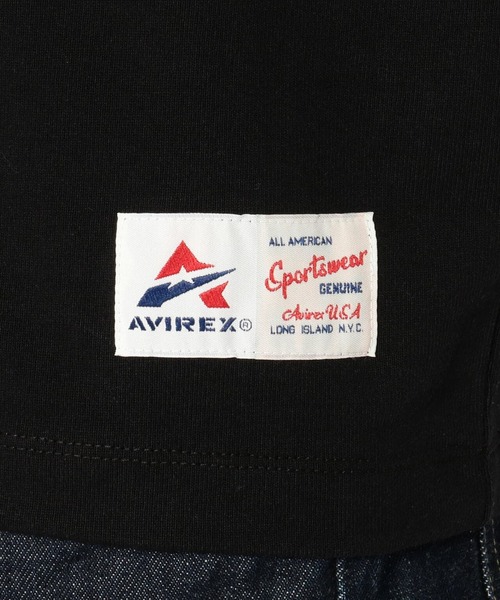 AVIREX®
ALL AMERICAN
Sportswear
GENUINE
Avirex USA
LONG ISLAND N.Y.C.